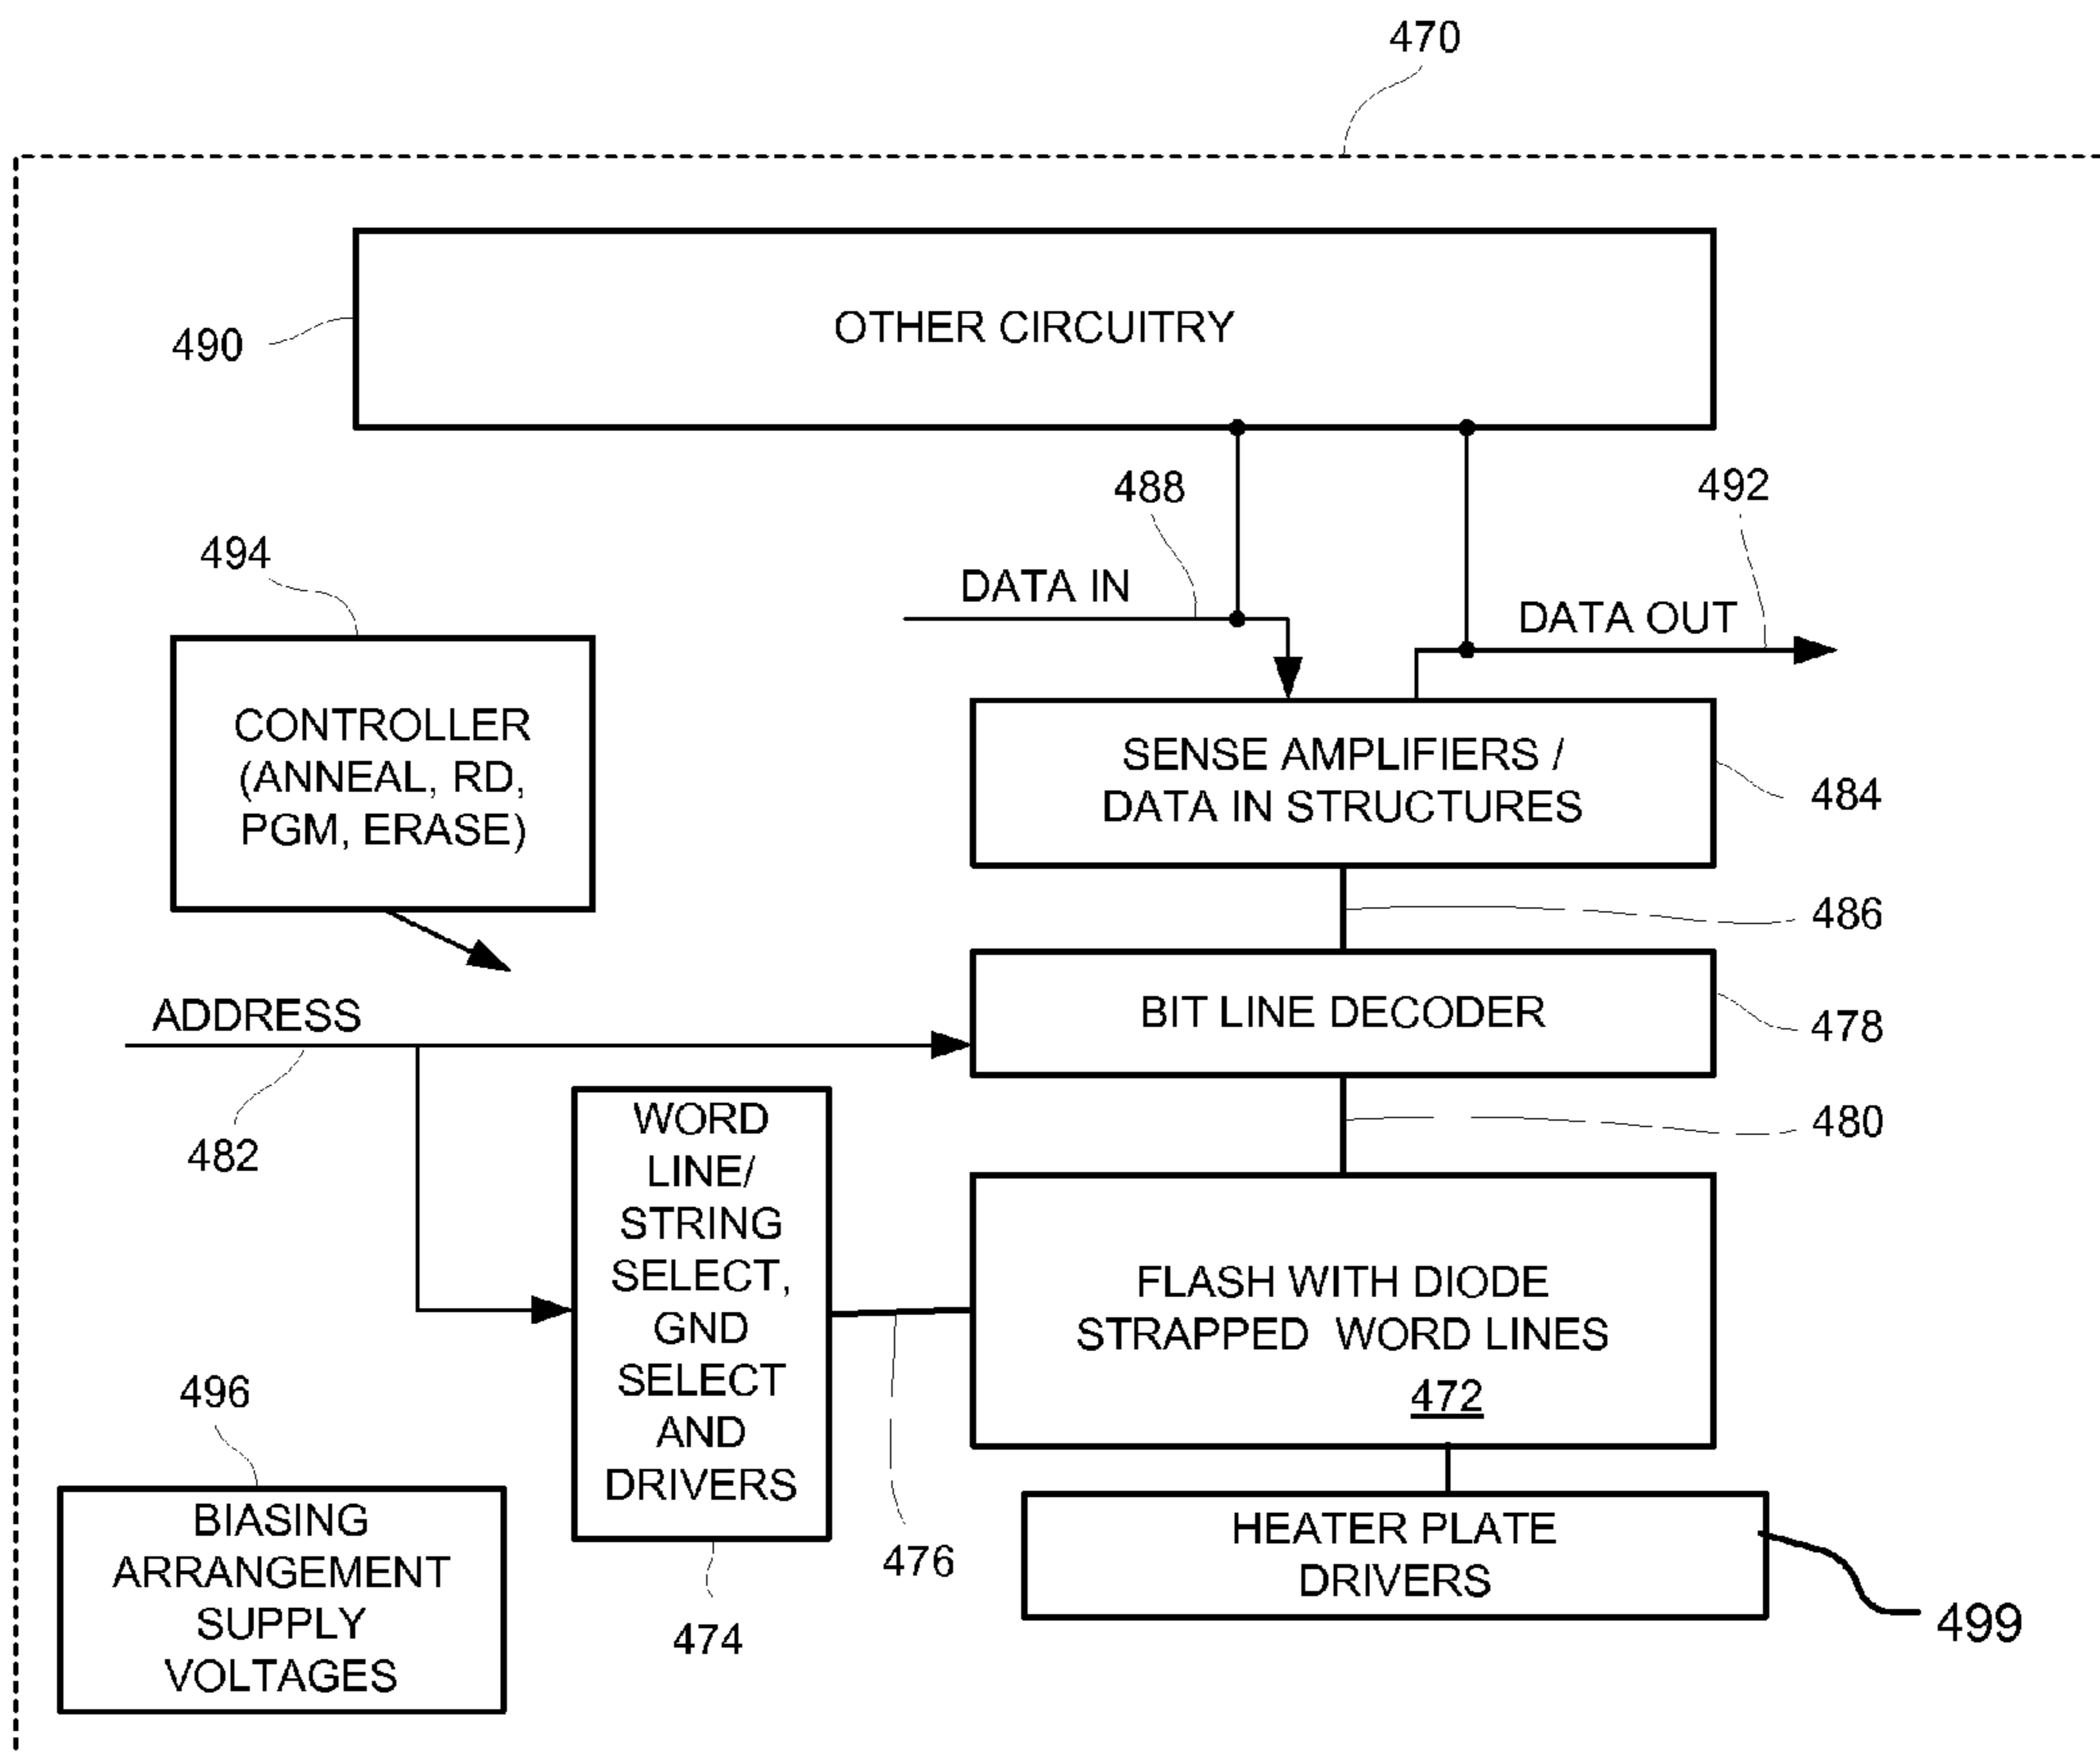 470
OTHER CIRCUITRY
490
488
492
DATA IN
DATA OUT
494
CONTROLLER
(ANNEAL, RD,
PGM, ERASE)
SENSE AMPLIFIERS /
DATA IN STRUCTURES
484
486
ADDRESS
BIT LINE DECODER
478
482
480
WORD
LINE/
STRING
SELECT,
GND
SELECT
AND
DRIVERS
474
476
FLASH WITH DIODE
STRAPPED WORD LINES
472
496
BIASING
ARRANGEMENT
SUPPLY
VOLTAGES
HEATER PLATE
DRIVERS
499